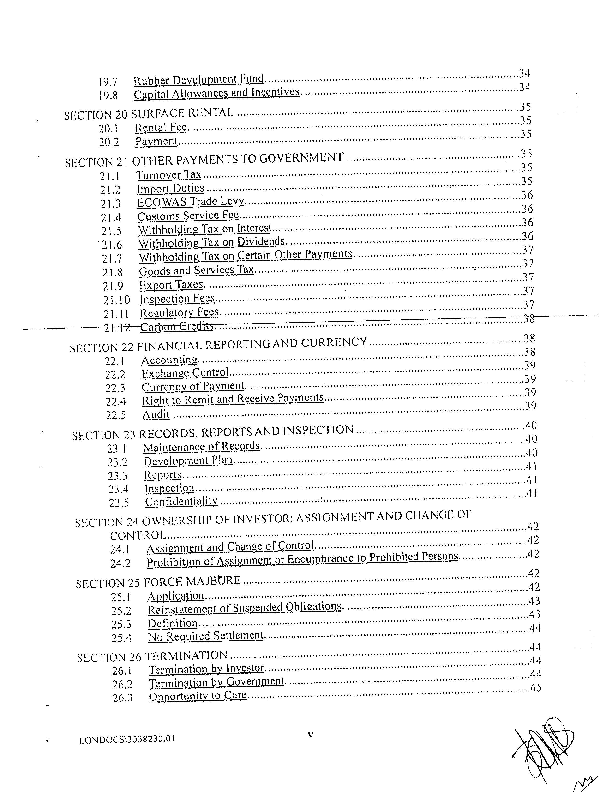 19.7 Rubber Development Fund 34
19.8 Capital Allowances and Incentives 34
SECTION 20 SURFACE RENTAL 35
20.1 Rental Fee 35
20.2 Payment 35
SECTION 21 OTHER PAYMENTS TO GOVERNMENT 35
21.1 Turnover Tax 35
21.2 Import Duties 35
21.3 ECOWAS Trade Levy 36
21.4 Customs Service Fee 36
21.5 Withholding Tax on Interest 36
21.6 Withholding Tax on Dividends 36
21.7 Withholding Tax on Certain Other Payments 37
21.8 Goods and Services Tax 37
21.9 Export Taxes 37
21.10 Inspection Fees 37
21.11 Regulatory Fees 37
21.12 Carbon Credits 38
SECTION 22 FINANCIAL REPORTING AND CURRENCY 38
22.1 Accounting 38
22.2 Exchange Control 39
22.3 Currency of Payment 39
22.4 Right to Remit and Receive Payments 39
22.5 Audit 39
SECTION 23 RECORDS, REPORTS AND INSPECTION 40
23.1 Maintenance of Records 40
23.2 Development Plan 40
23.3 Reports 41
23.4 Inspection 41
23.5 Confidentiality 41
SECTION 24 OWNERSHIP OF INVESTOR: ASSIGNMENT AND CHANGE OF
CONTROL 42
24.1 Assignment and Change of Control 42
24.2 Prohibition of Assignment or Encumbrance to Prohibited Persons 42
SECTION 25 FORCE MAJEURE 42
25.1 Application 42
25.2 Reinstatement of Suspended Obligations 43
25.3 Definition 43
25.4 No Required Settlement 44
SECTION 26 TERMINATION 44
26.1 Termination by Investor 44
26.2 Termination by Government 44
26.3 Opportunity to Cure 45
LONDOCS\3038230.01 v